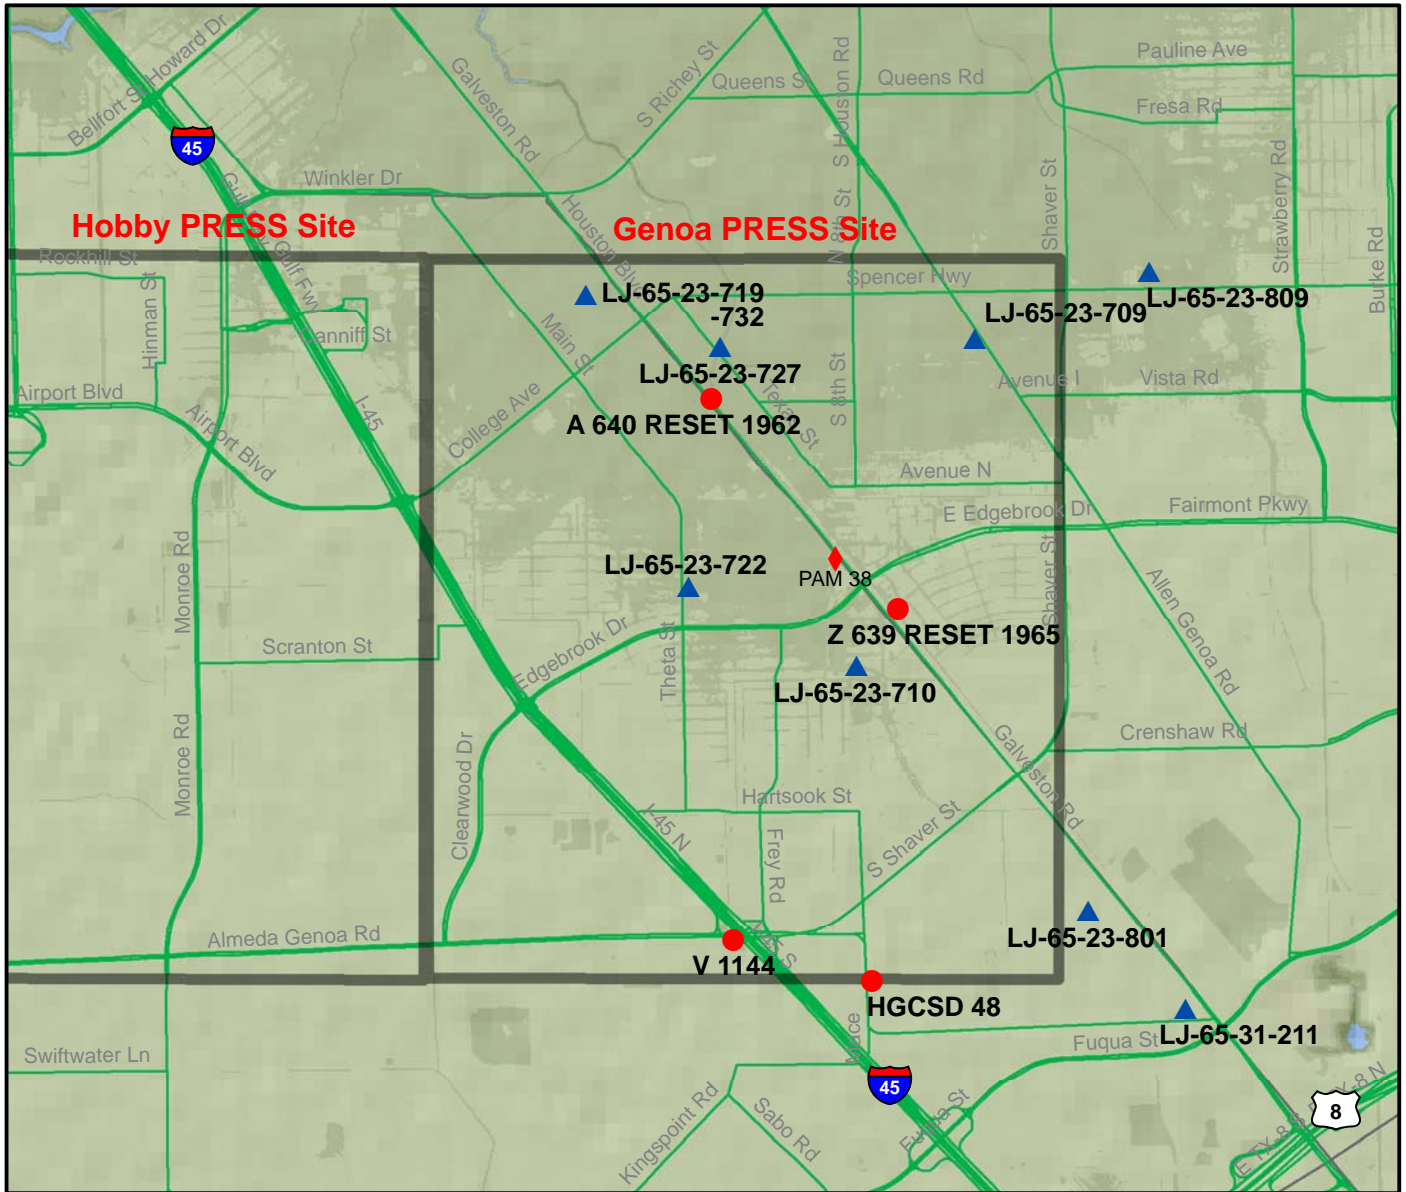 Howard Dr
Bellfort St
45
Galveston Rd
S Richey St
Queens St
S Houston Rd
Queens Rd
Pauline Ave
Fresa Rd
Winkler Dr
Shaver St
Strawberry Rd
Hobby PRESS Site
Genoa PRESS Site
Houston Blvd
N 8th St
Rockhill St
Gulf Fwy
Spencer Hwy
Burke Rd
Hinman St
LJ-65-23-719
-732
LJ-65-23-709
LJ-65-23-809
Canniff St
Main St
LJ-65-23-727
Texas St
S 8th St
Avenue I
Vista Rd
Airport Blvd
Airport Blvd
I-45
College Ave
A 640 RESET 1962
Avenue N
E Edgebrook Dr
Fairmont Pkwy
Monroe Rd
LJ-65-23-722
PAM 38
Shaver St
Allen Genoa Rd
Scranton St
Edgebrook Dr
Theta St
Z 639 RESET 1965
LJ-65-23-710
Monroe Rd
Clearwood Dr
Galveston Rd
Crenshaw Rd
Hartsook St
I-45 N
Frey Rd
S Shaver St
Almeda Genoa Rd
V 1144
I-45 S
LJ-65-23-801
HGCSD 48
Mace
LJ-65-31-211
Fuqua St
Swiftwater Ln
45
Kingspoint Rd
Sabo Rd
Fuqua St
8